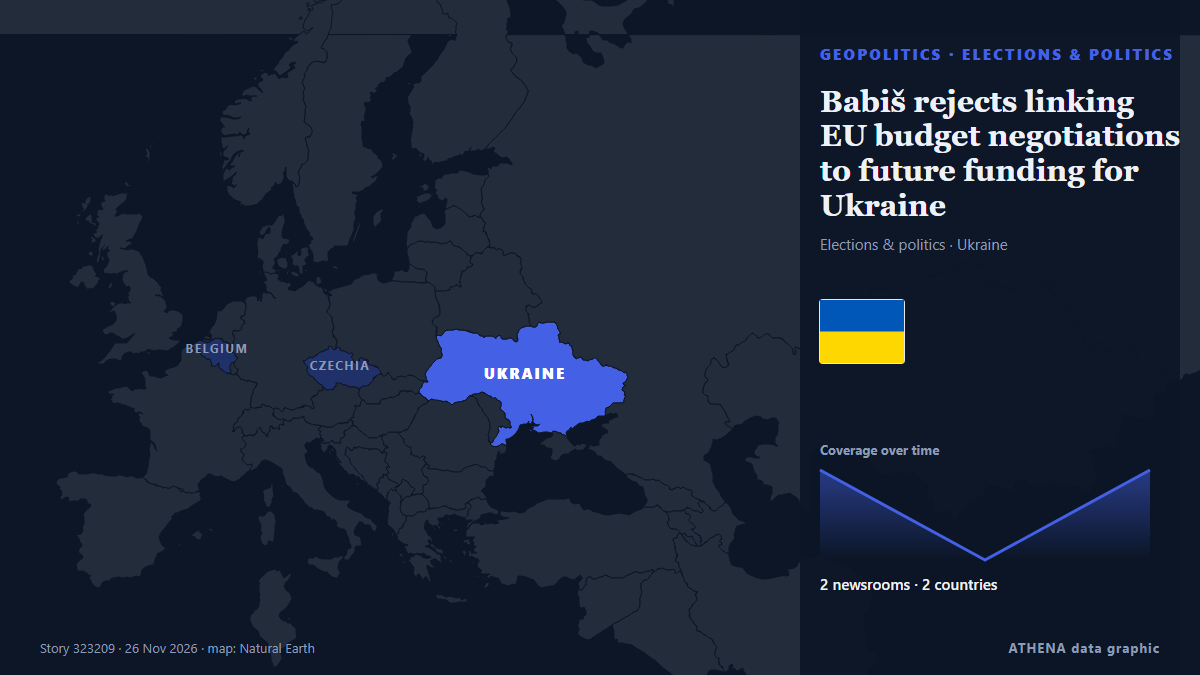 GEOPOLITICS · ELECTIONS & POLITICS
Babiš rejects linking
EU budget negotiations
to future funding for
Ukraine
Elections & politics · Ukraine
BELGIUM
CZECHIA
UKRAINE
Coverage over time
2 newsrooms · 2 countries
Story 323209 · 26 Nov 2026 · map: Natural Earth
ATHENA data graphic